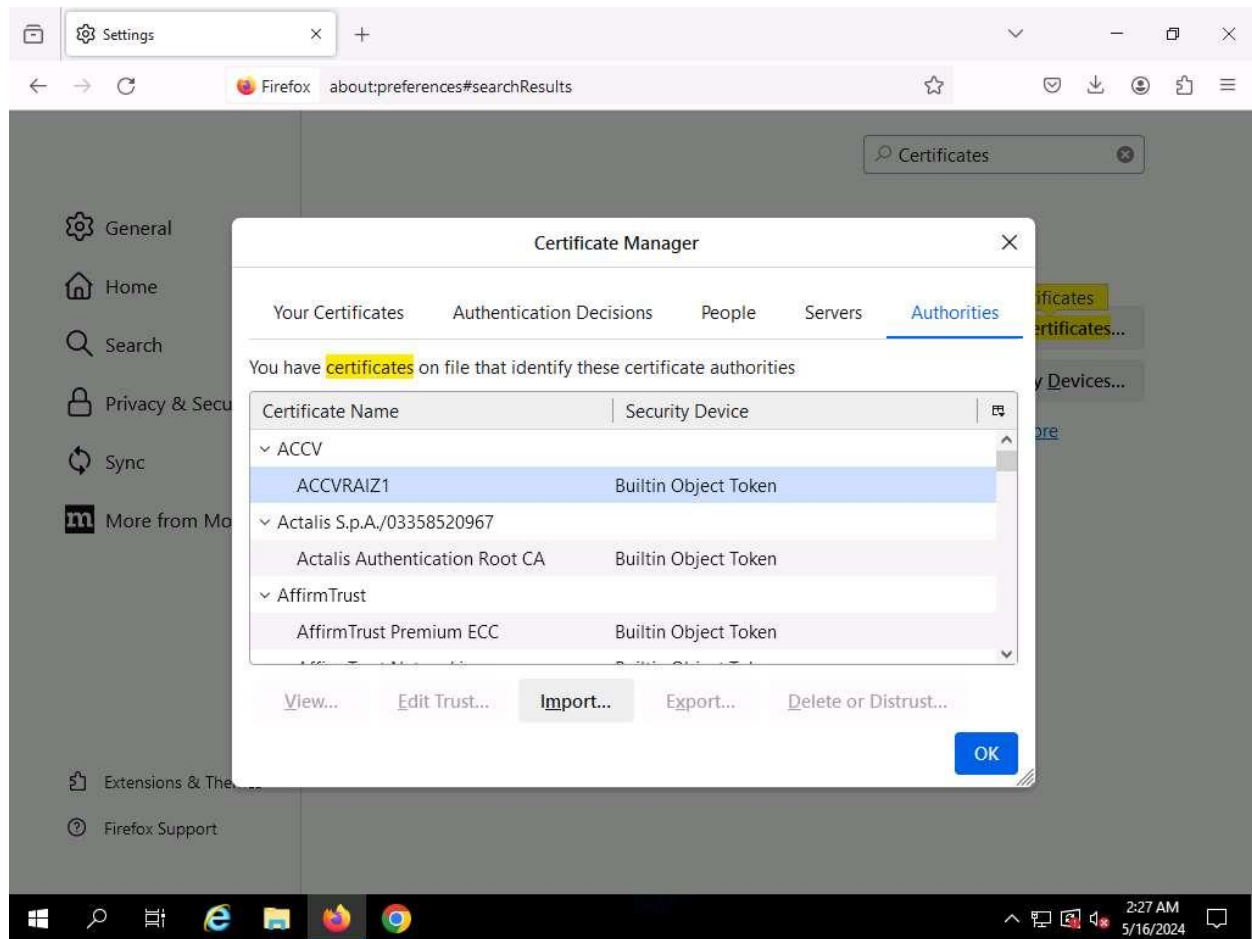 Settings
Firefox about:preferences#searchResults
Certificates
General
Home
Search
Privacy & Secu
Sync
More from Mo
Extensions & The
Firefox Support
Certificate Manager
Your Certificates Authentication Decisions People Servers Authorities
You have certificates on file that identify these certificate authorities
Certificate Name Security Device
ACCV
ACCVRAIZ1 Builtin Object Token
Actalis S.p.A./03358520967
Actalis Authentication Root CA Builtin Object Token
AffirmTrust
AffirmTrust Premium ECC Builtin Object Token
View... Edit Trust... Import... Export... Delete or Distrust...
OK
ificates
ertificates...
y Devices...
ore
2:27 AM
5/16/2024